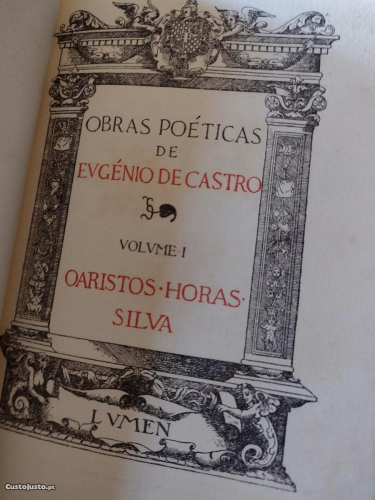 OBRAS POÉTICAS
DE
EVGÉNIO DE CASTRO
VOLVME·I
OARISTOS·HORAS·
SILVA
LVMEN
CustoJusto.pt